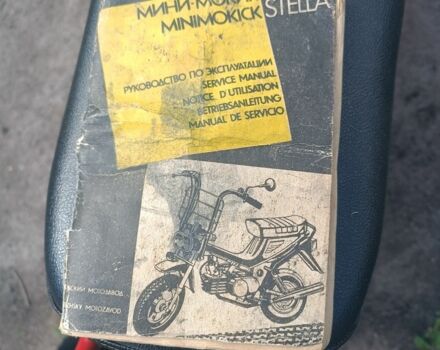 МИНИ-МОКИК
MINIMOKICK STELLA
РУКОВОДСТВО ПО ЭКСПЛУАТАЦИИ
SERVICE MANUAL
NOTICE D'UTILISATION
BETRIEBSANLEITUNG
MANUAL DE SERVICIO
МОТОЗАВОД
MOTOZAVOD